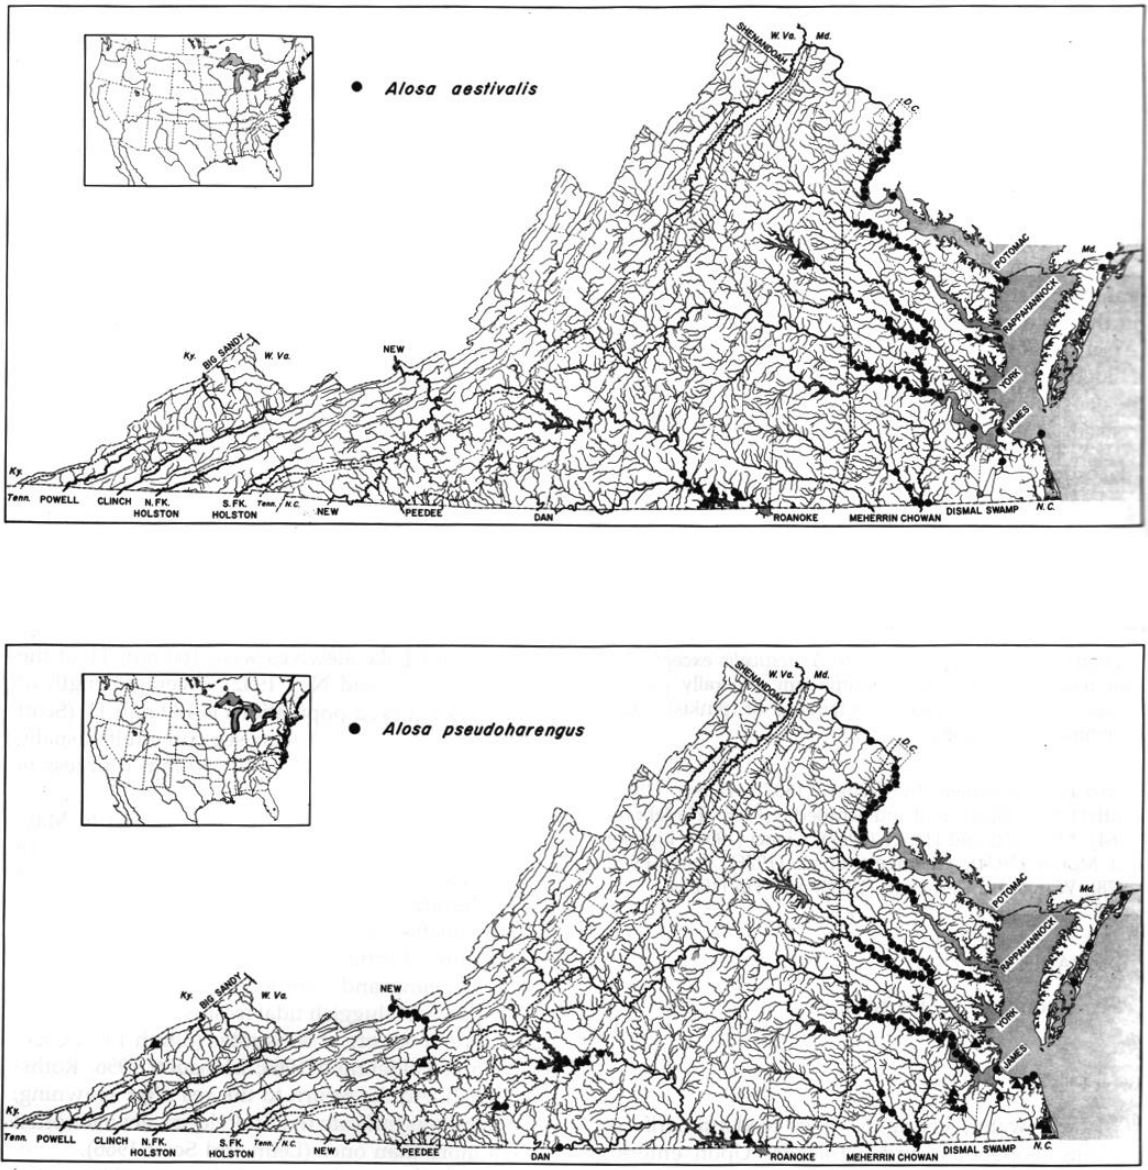 SHENANDOAH
W. Va.
Md.
D.C.
Alosa aestivalis
POTOMAC
Md.
RAPPAHANNOCK
YORK
JAMES
Ky.
BIG SANDY
W. Va.
NEW
Ky.
Tenn.
POWELL
CLINCH
N. FK.
HOLSTON
S. FK.
HOLSTON
Tenn. / N.C.
NEW
PEEDEE
DAN
ROANOKE
MEHERRIN
CHOWAN
DISMAL SWAMP
N.C.
SHENANDOAH
W. Va.
Md.
D.C.
Alosa pseudoharengus
POTOMAC
Md.
RAPPAHANNOCK
YORK
JAMES
Ky.
BIG SANDY
W. Va.
NEW
Ky.
Tenn.
POWELL
CLINCH
N. FK.
HOLSTON
S. FK.
HOLSTON
Tenn. / N.C.
NEW
PEEDEE
DAN
ROANOKE
MEHERRIN
CHOWAN
DISMAL SWAMP
N.C.